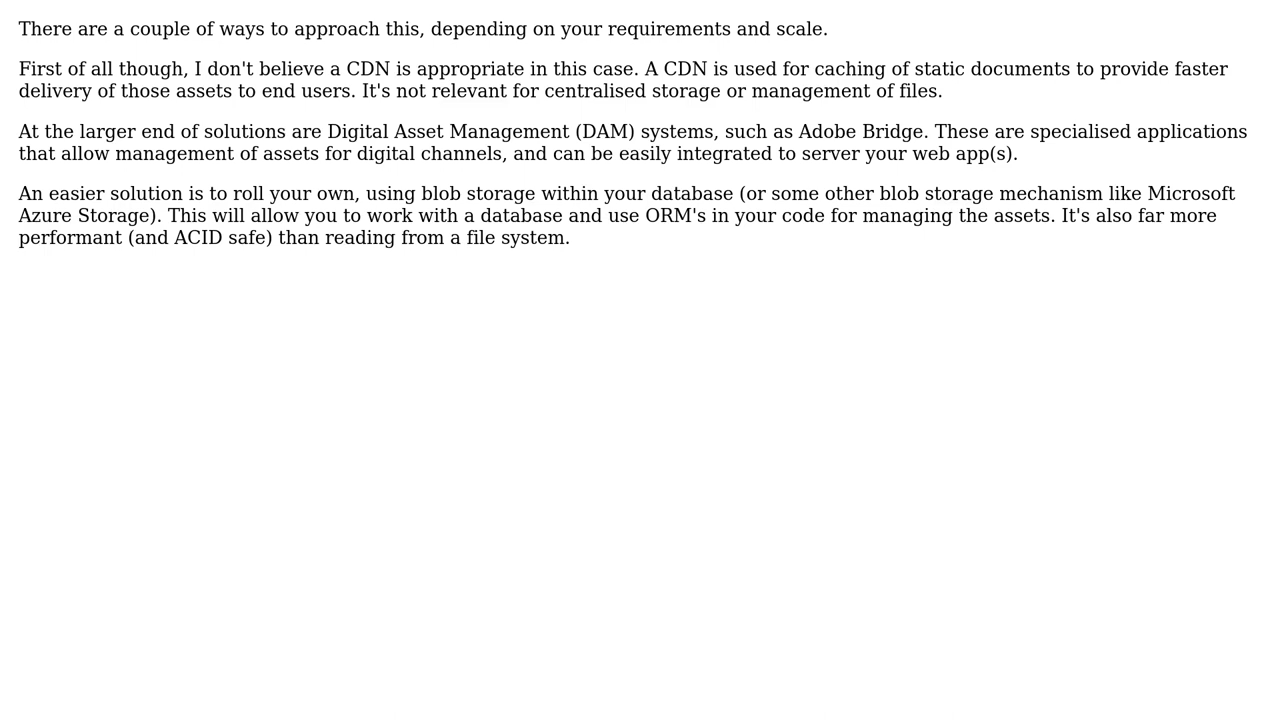 There are a couple of ways to approach this, depending on your requirements and scale.
First of all though, I don't believe a CDN is appropriate in this case. A CDN is used for caching of static documents to provide faster
delivery of those assets to end users. It's not relevant for centralised storage or management of files.
At the larger end of solutions are Digital Asset Management (DAM) systems, such as Adobe Bridge. These are specialised applications
that allow management of assets for digital channels, and can be easily integrated to server your web app(s).
An easier solution is to roll your own, using blob storage within your database (or some other blob storage mechanism like Microsoft
Azure Storage). This will allow you to work with a database and use ORM's in your code for managing the assets. It's also far more
performant (and ACID safe) than reading from a file system.